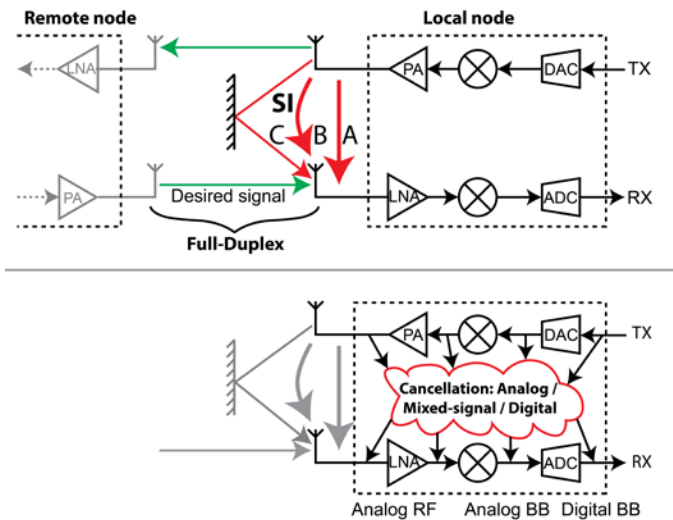 Remote node
Local node
LNA
PA
DAC
TX
SI
C
B
A
PA
Desired signal
LNA
ADC
RX
Full-Duplex
PA
DAC
TX
Cancellation: Analog /
Mixed-signal / Digital
LNA
ADC
RX
Analog RF
Analog BB
Digital BB